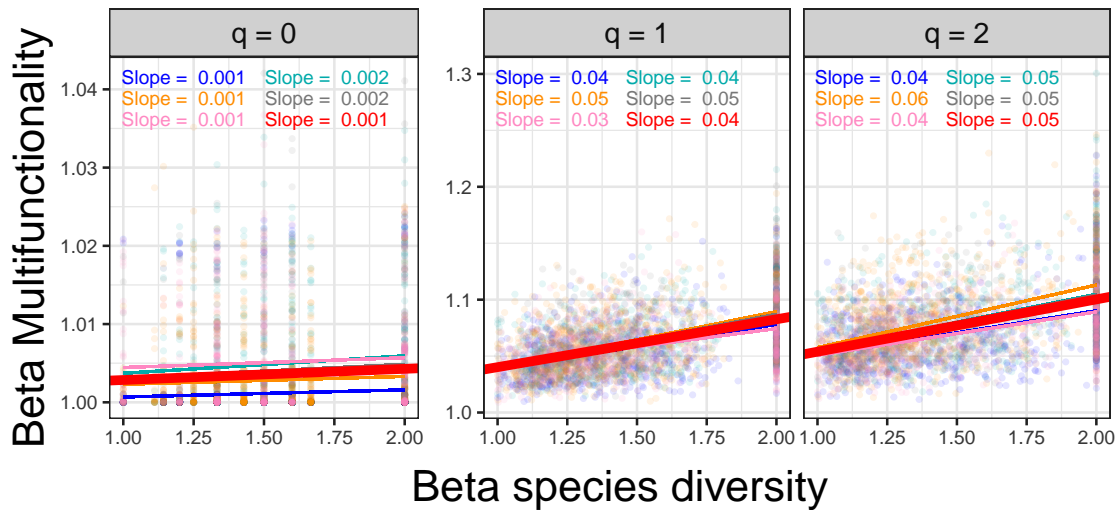 Beta Multifunctionality
q = 0
Slope = 0.001 Slope = 0.002
Slope = 0.001 Slope = 0.002
Slope = 0.001 Slope = 0.001
1.04
1.03
1.02
1.01
1.00
1.00 1.25 1.50 1.75 2.00
q = 1
Slope = 0.04 Slope = 0.04
Slope = 0.05 Slope = 0.05
Slope = 0.03 Slope = 0.04
1.3
1.2
1.1
1.0
1.00 1.25 1.50 1.75 2.00
q = 2
Slope = 0.04 Slope = 0.05
Slope = 0.06 Slope = 0.05
Slope = 0.04 Slope = 0.05
1.00 1.25 1.50 1.75 2.00
Beta species diversity